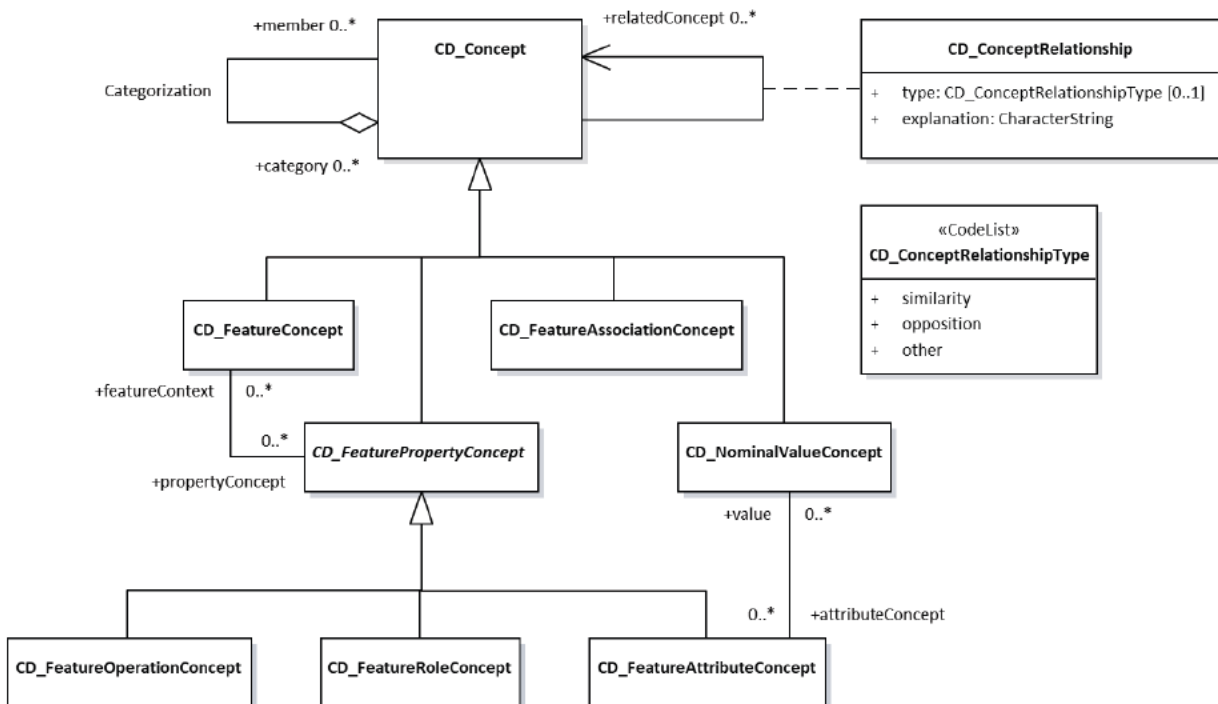 +member 0..*
CD_Concept
+relatedConcept 0..*
Categorization
+category 0..*
CD_ConceptRelationship
+ type: CD_ConceptRelationshipType [0..1]
+ explanation: CharacterString
«CodeList»
CD_ConceptRelationshipType
+ similarity
+ opposition
+ other
CD_FeatureConcept
CD_FeatureAssociationConcept
+featureContext 0..*
0..*
+propertyConcept
CD_FeaturePropertyConcept
CD_NominalValueConcept
+value 0..*
0..* +attributeConcept
CD_FeatureOperationConcept
CD_FeatureRoleConcept
CD_FeatureAttributeConcept